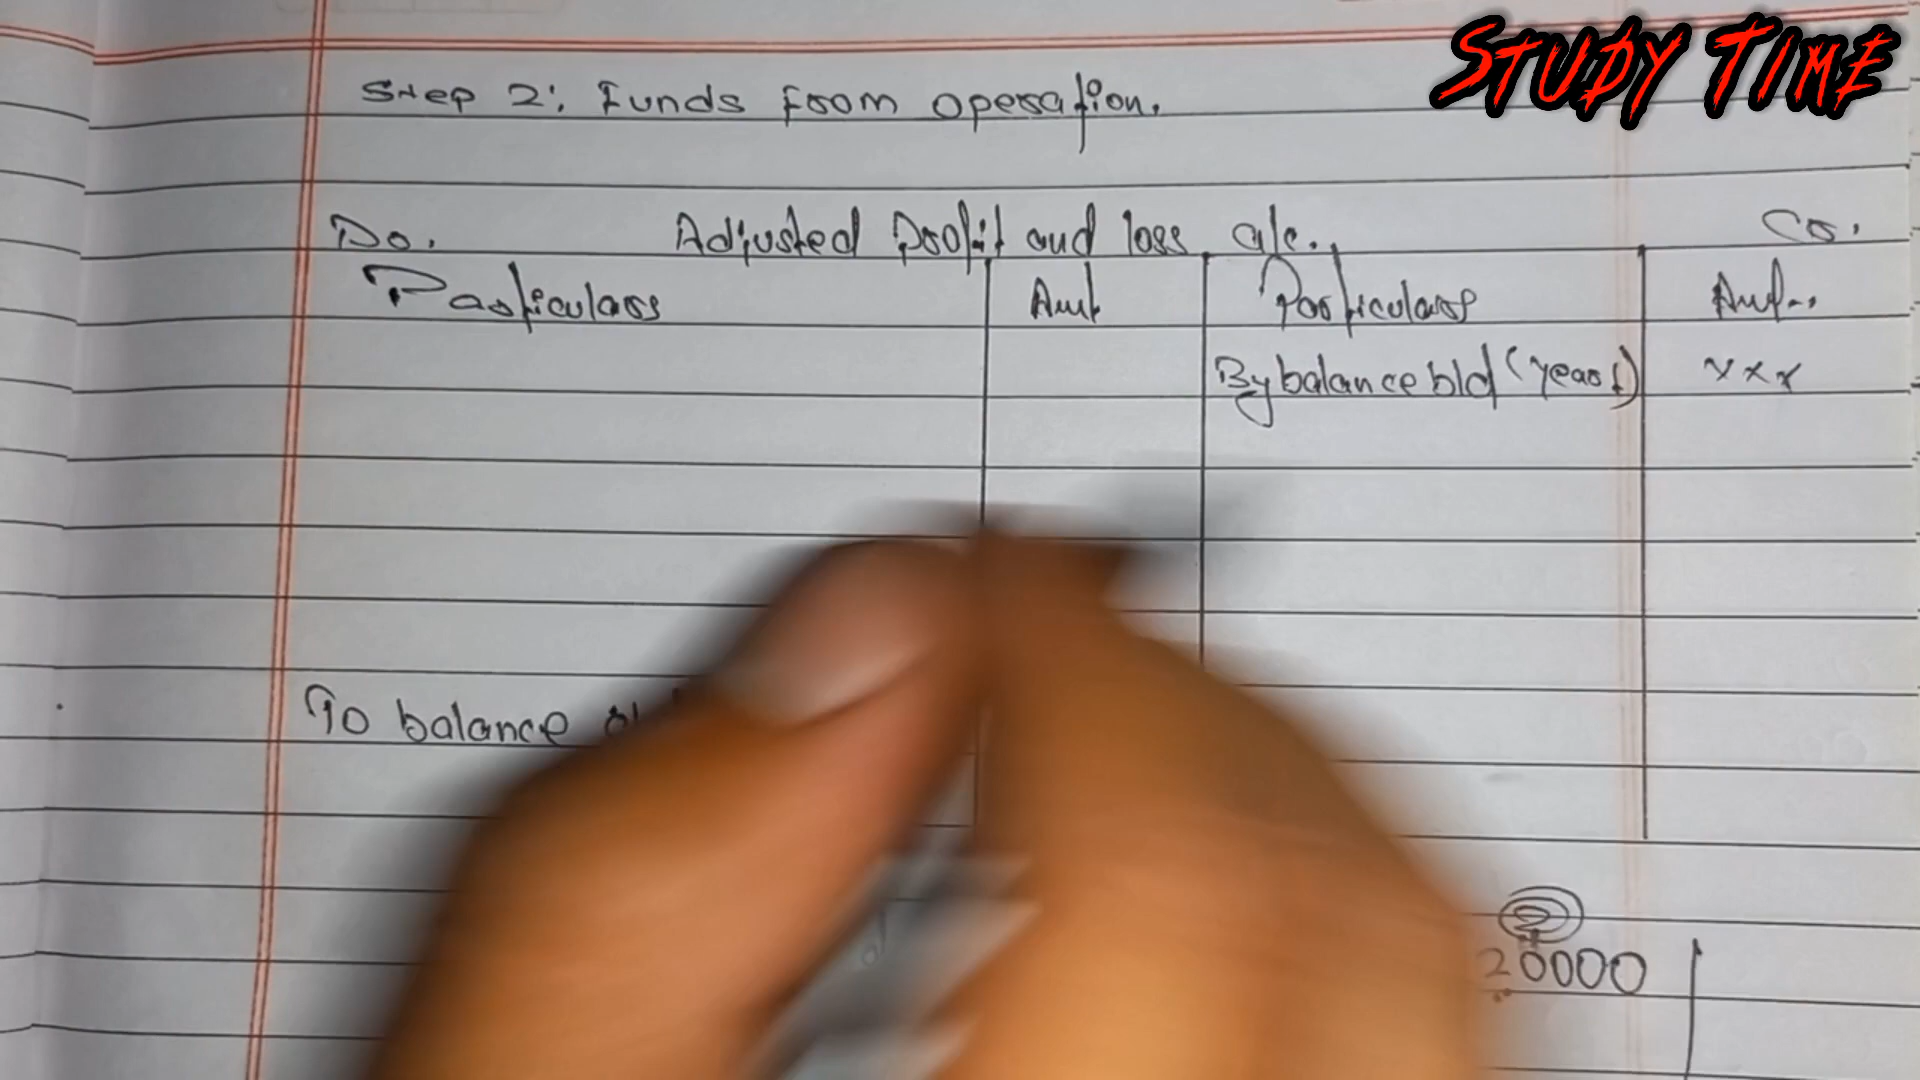 STUDY TIME
Step 2: Funds from operation.
Dr. Adjusted Profit and loss a/c. Cr.
Particulars Amt Particulars Amt..
By balance b/d (year 1) xxx
To balance
20000